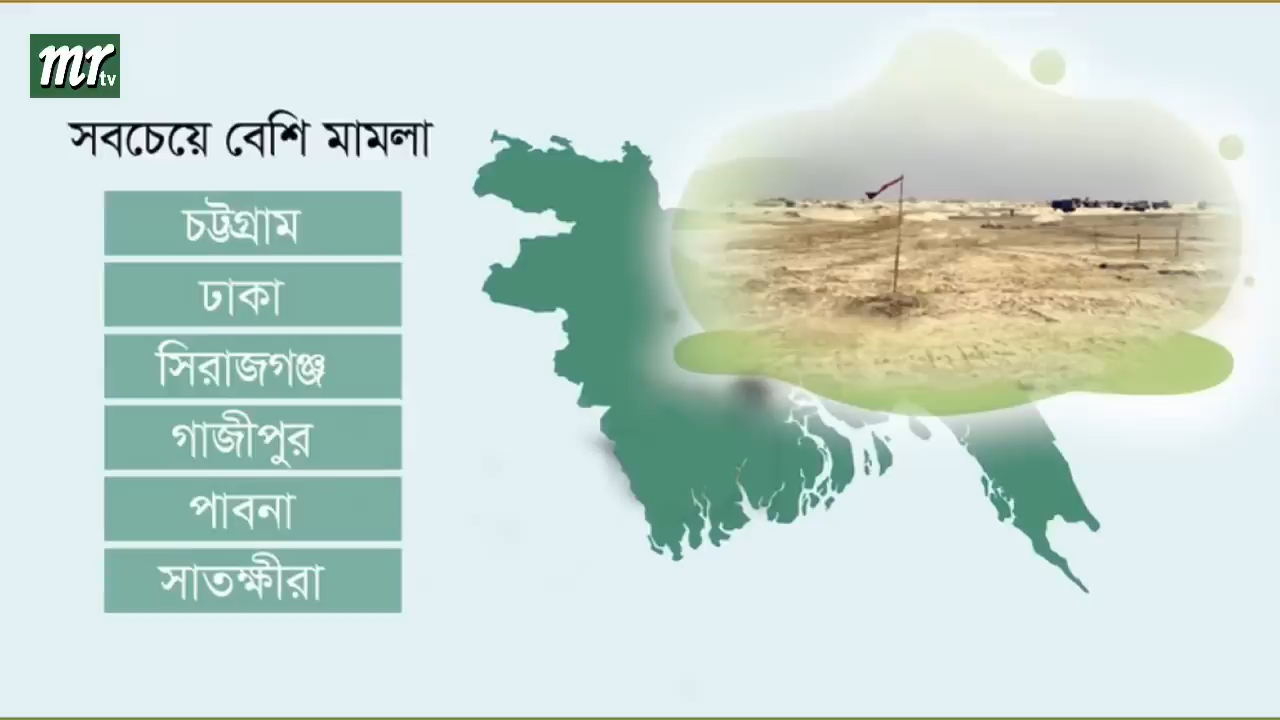 mr tv
সবচেয়ে বেশি মামলা
চট্টগ্রাম
ঢাকা
সিরাজগঞ্জ
গাজীপুর
পাবনা
সাতক্ষীরা